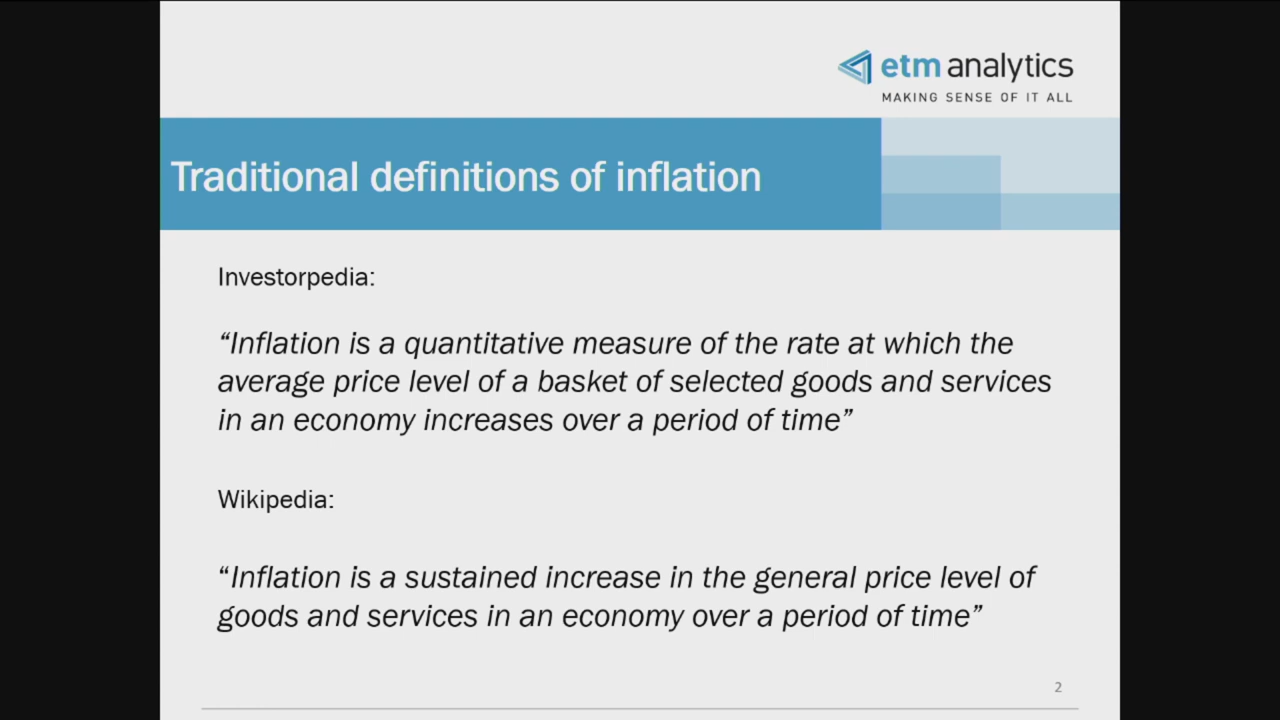 etm analytics
MAKING SENSE OF IT ALL
Traditional definitions of inflation
Investorpedia:
“Inflation is a quantitative measure of the rate at which the
average price level of a basket of selected goods and services
in an economy increases over a period of time”
Wikipedia:
“Inflation is a sustained increase in the general price level of
goods and services in an economy over a period of time”
2